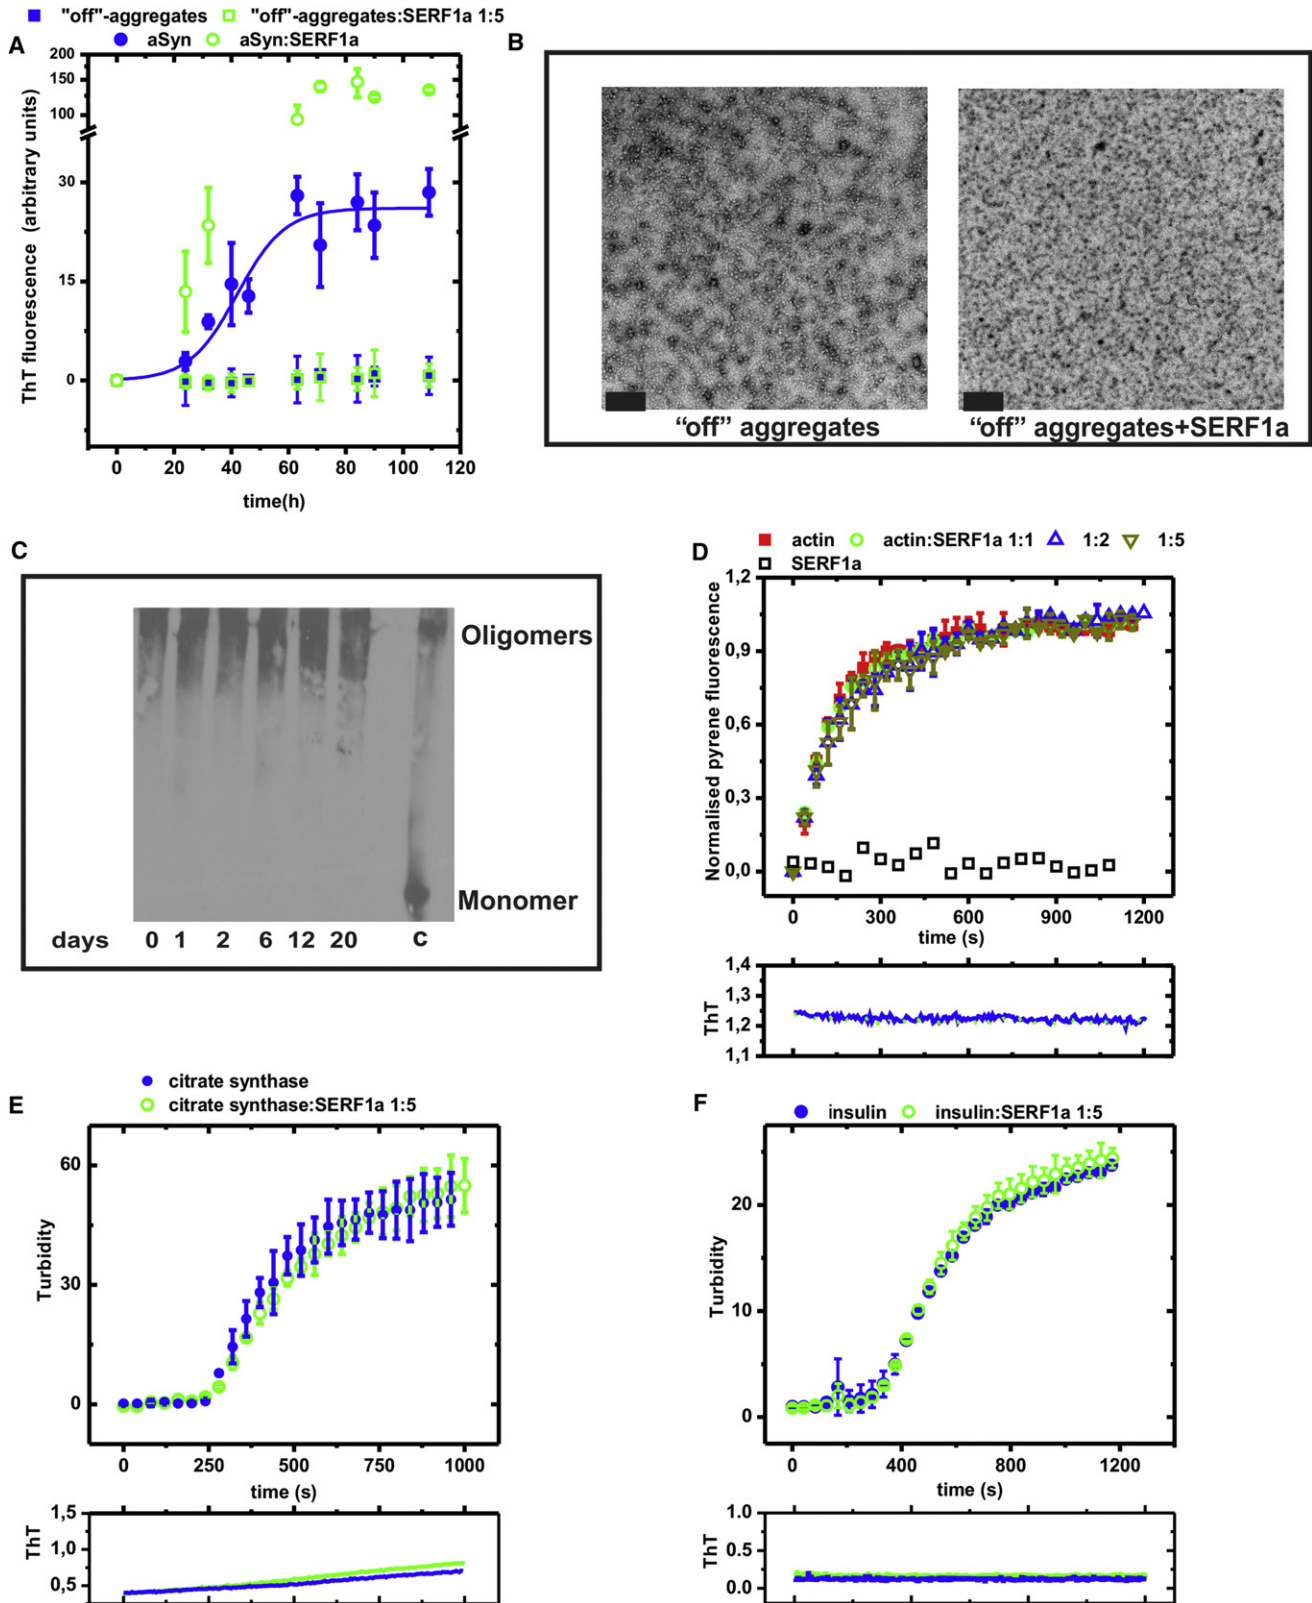 "off"-aggregates "off"-aggregates:SERF1a 1:5
aSyn aSyn:SERF1a
A
200
150
100
30
15
0
ThT fluorescence (arbitrary units)
0 20 40 60 80 100 120
time(h)
B
"off" aggregates
"off" aggregates+SERF1a
C
Oligomers
Monomer
days 0 1 2 6 12 20 c
D
actin actin:SERF1a 1:1 1:2 1:5
SERF1a
1,2
0,9
0,6
0,3
0,0
Normalised pyrene fluorescence
0 300 600 900 1200
time (s)
1,4
1,3
1,2
1,1
ThT
E
citrate synthase
citrate synthase:SERF1a 1:5
60
30
0
Turbidity
0 250 500 750 1000
time (s)
1,5
1,0
0,5
ThT
F
insulin insulin:SERF1a 1:5
20
10
0
Turbidity
0 400 800 1200
time (s)
1.0
0.5
0.0
ThT